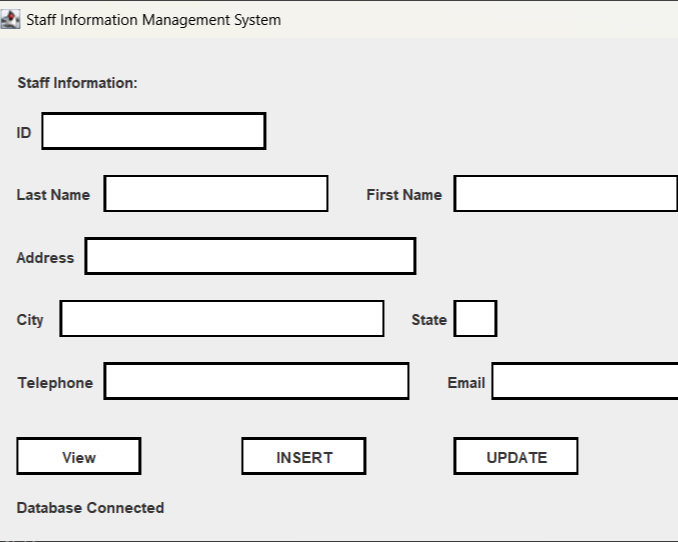 Staff Information Management System
Staff Information:
ID
Last Name First Name
Address
City State
Telephone Email
View INSERT UPDATE
Database Connected